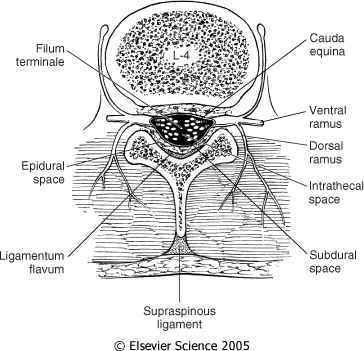 Filum
terminale
L-4
Cauda
equina
Ventral
ramus
Dorsal
ramus
Epidural
space
Intrathecal
space
Ligamentum
flavum
Subdural
space
Supraspinous
ligament
© Elsevier Science 2005